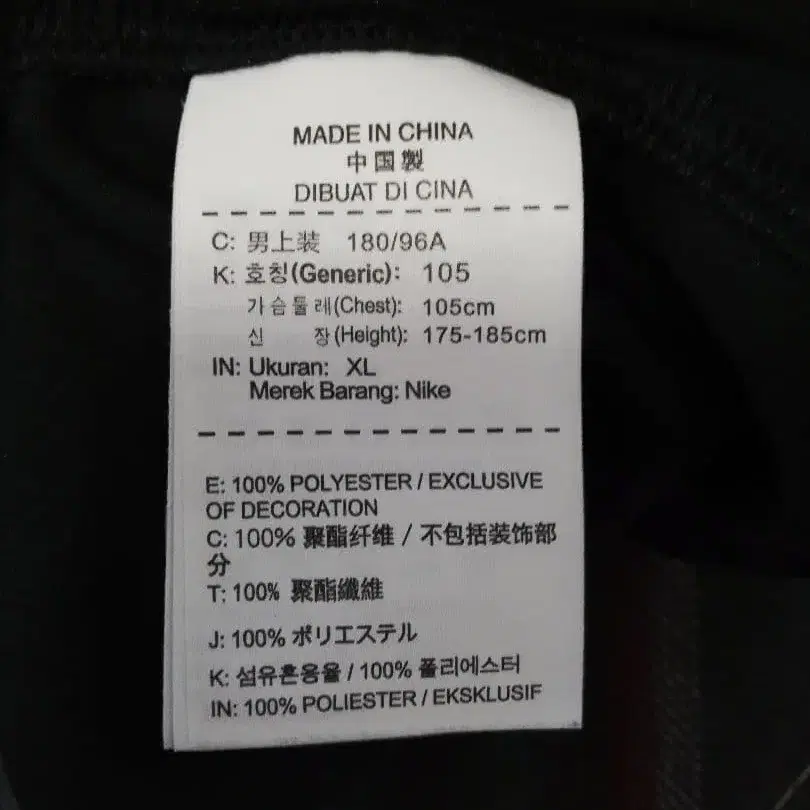 MADE IN CHINA
中国製
DIBUAT DI CINA
C: 男上装 180/96A
K: 호칭(Generic): 105
가슴둘레(Chest): 105cm
신 장(Height): 175-185cm
IN: Ukuran: XL
Merek Barang: Nike
E: 100% POLYESTER / EXCLUSIVE
OF DECORATION
C: 100% 聚酯纤维 / 不包括装饰部
分
T: 100% 聚酯纖維
J: 100% ポリエステル
K: 섬유혼용율 / 100% 폴리에스터
IN: 100% POLIESTER / EKSKLUSIF